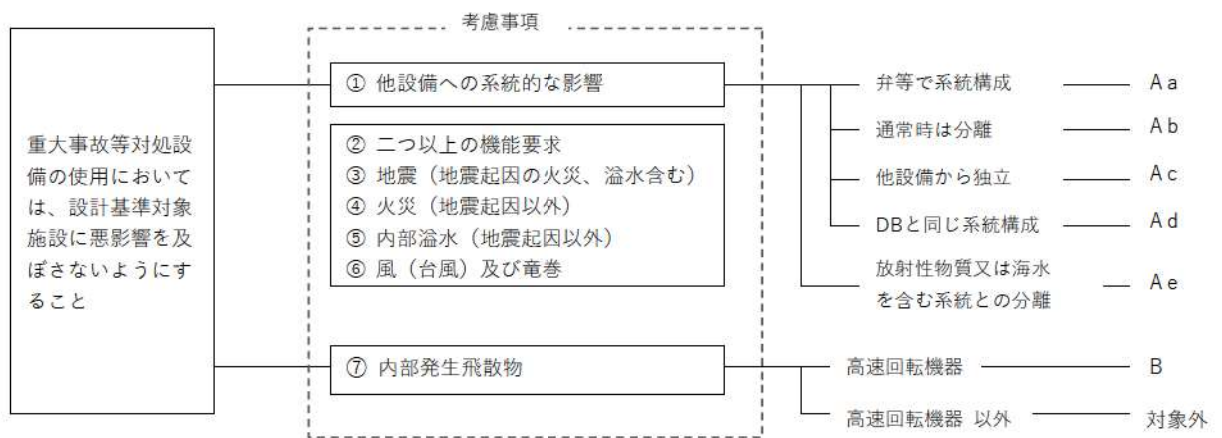 考慮事項
重大事故等対処設
備の使用において
は、設計基準対象
施設に悪影響を及
ぼさないようにす
ること
① 他設備への系統的な影響
② 二つ以上の機能要求
③ 地震（地震起因の火災、溢水含む）
④ 火災（地震起因以外）
⑤ 内部溢水（地震起因以外）
⑥ 風（台風）及び竜巻
⑦ 内部発生飛散物
弁等で系統構成 Aa
通常時は分離 Ab
他設備から独立 Ac
DBと同じ系統構成 Ad
放射性物質又は海水
を含む系統との分離 Ae
高速回転機器 B
高速回転機器 以外 対象外